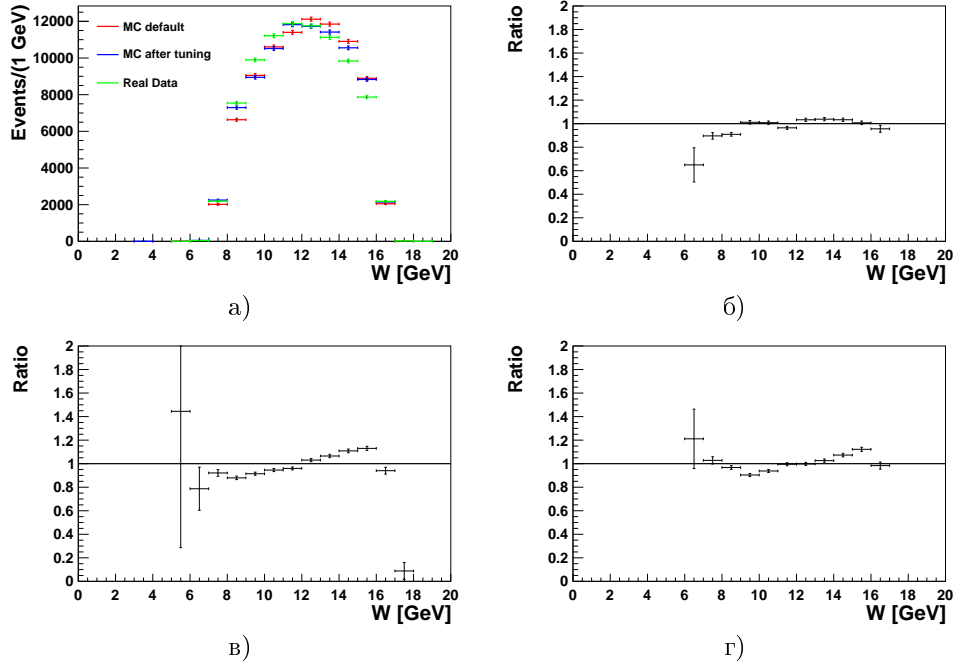 Events/(1 GeV)
12000
10000
8000
6000
4000
2000
0
MC default
MC after tuning
Real Data
0 2 4 6 8 10 12 14 16 18 20
W [GeV]
а)
Ratio
2
1.8
1.6
1.4
1.2
1
0.8
0.6
0.4
0.2
0
0 2 4 6 8 10 12 14 16 18 20
W [GeV]
б)
Ratio
2
1.8
1.6
1.4
1.2
1
0.8
0.6
0.4
0.2
0
0 2 4 6 8 10 12 14 16 18 20
W [GeV]
в)
Ratio
2
1.8
1.6
1.4
1.2
1
0.8
0.6
0.4
0.2
0
0 2 4 6 8 10 12 14 16 18 20
W [GeV]
г)